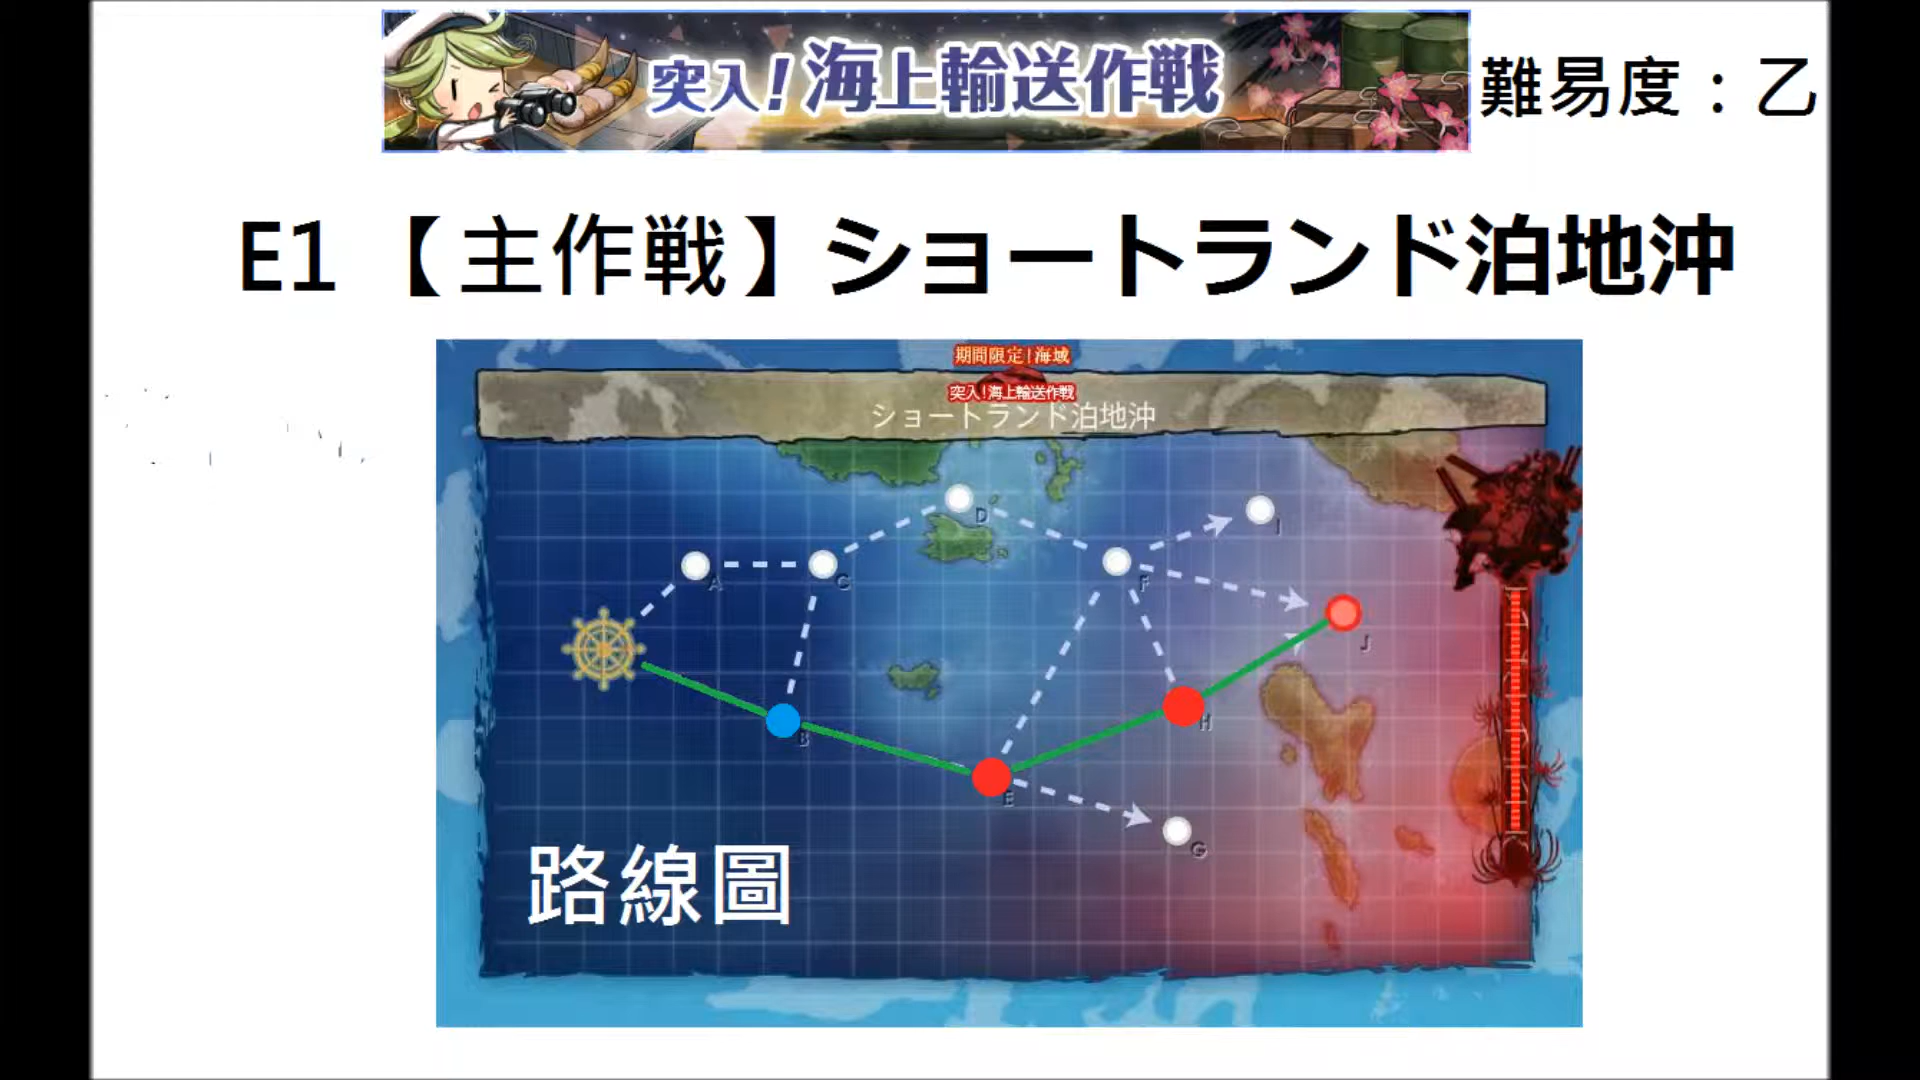 突入!海上輸送作戦
難易度：乙
E1【主作戦】ショートランド泊地沖
期間限定!海域
突入!海上輸送作戦
ショートランド泊地沖
D
I
A
C
F
J
B
H
E
G
路線圖